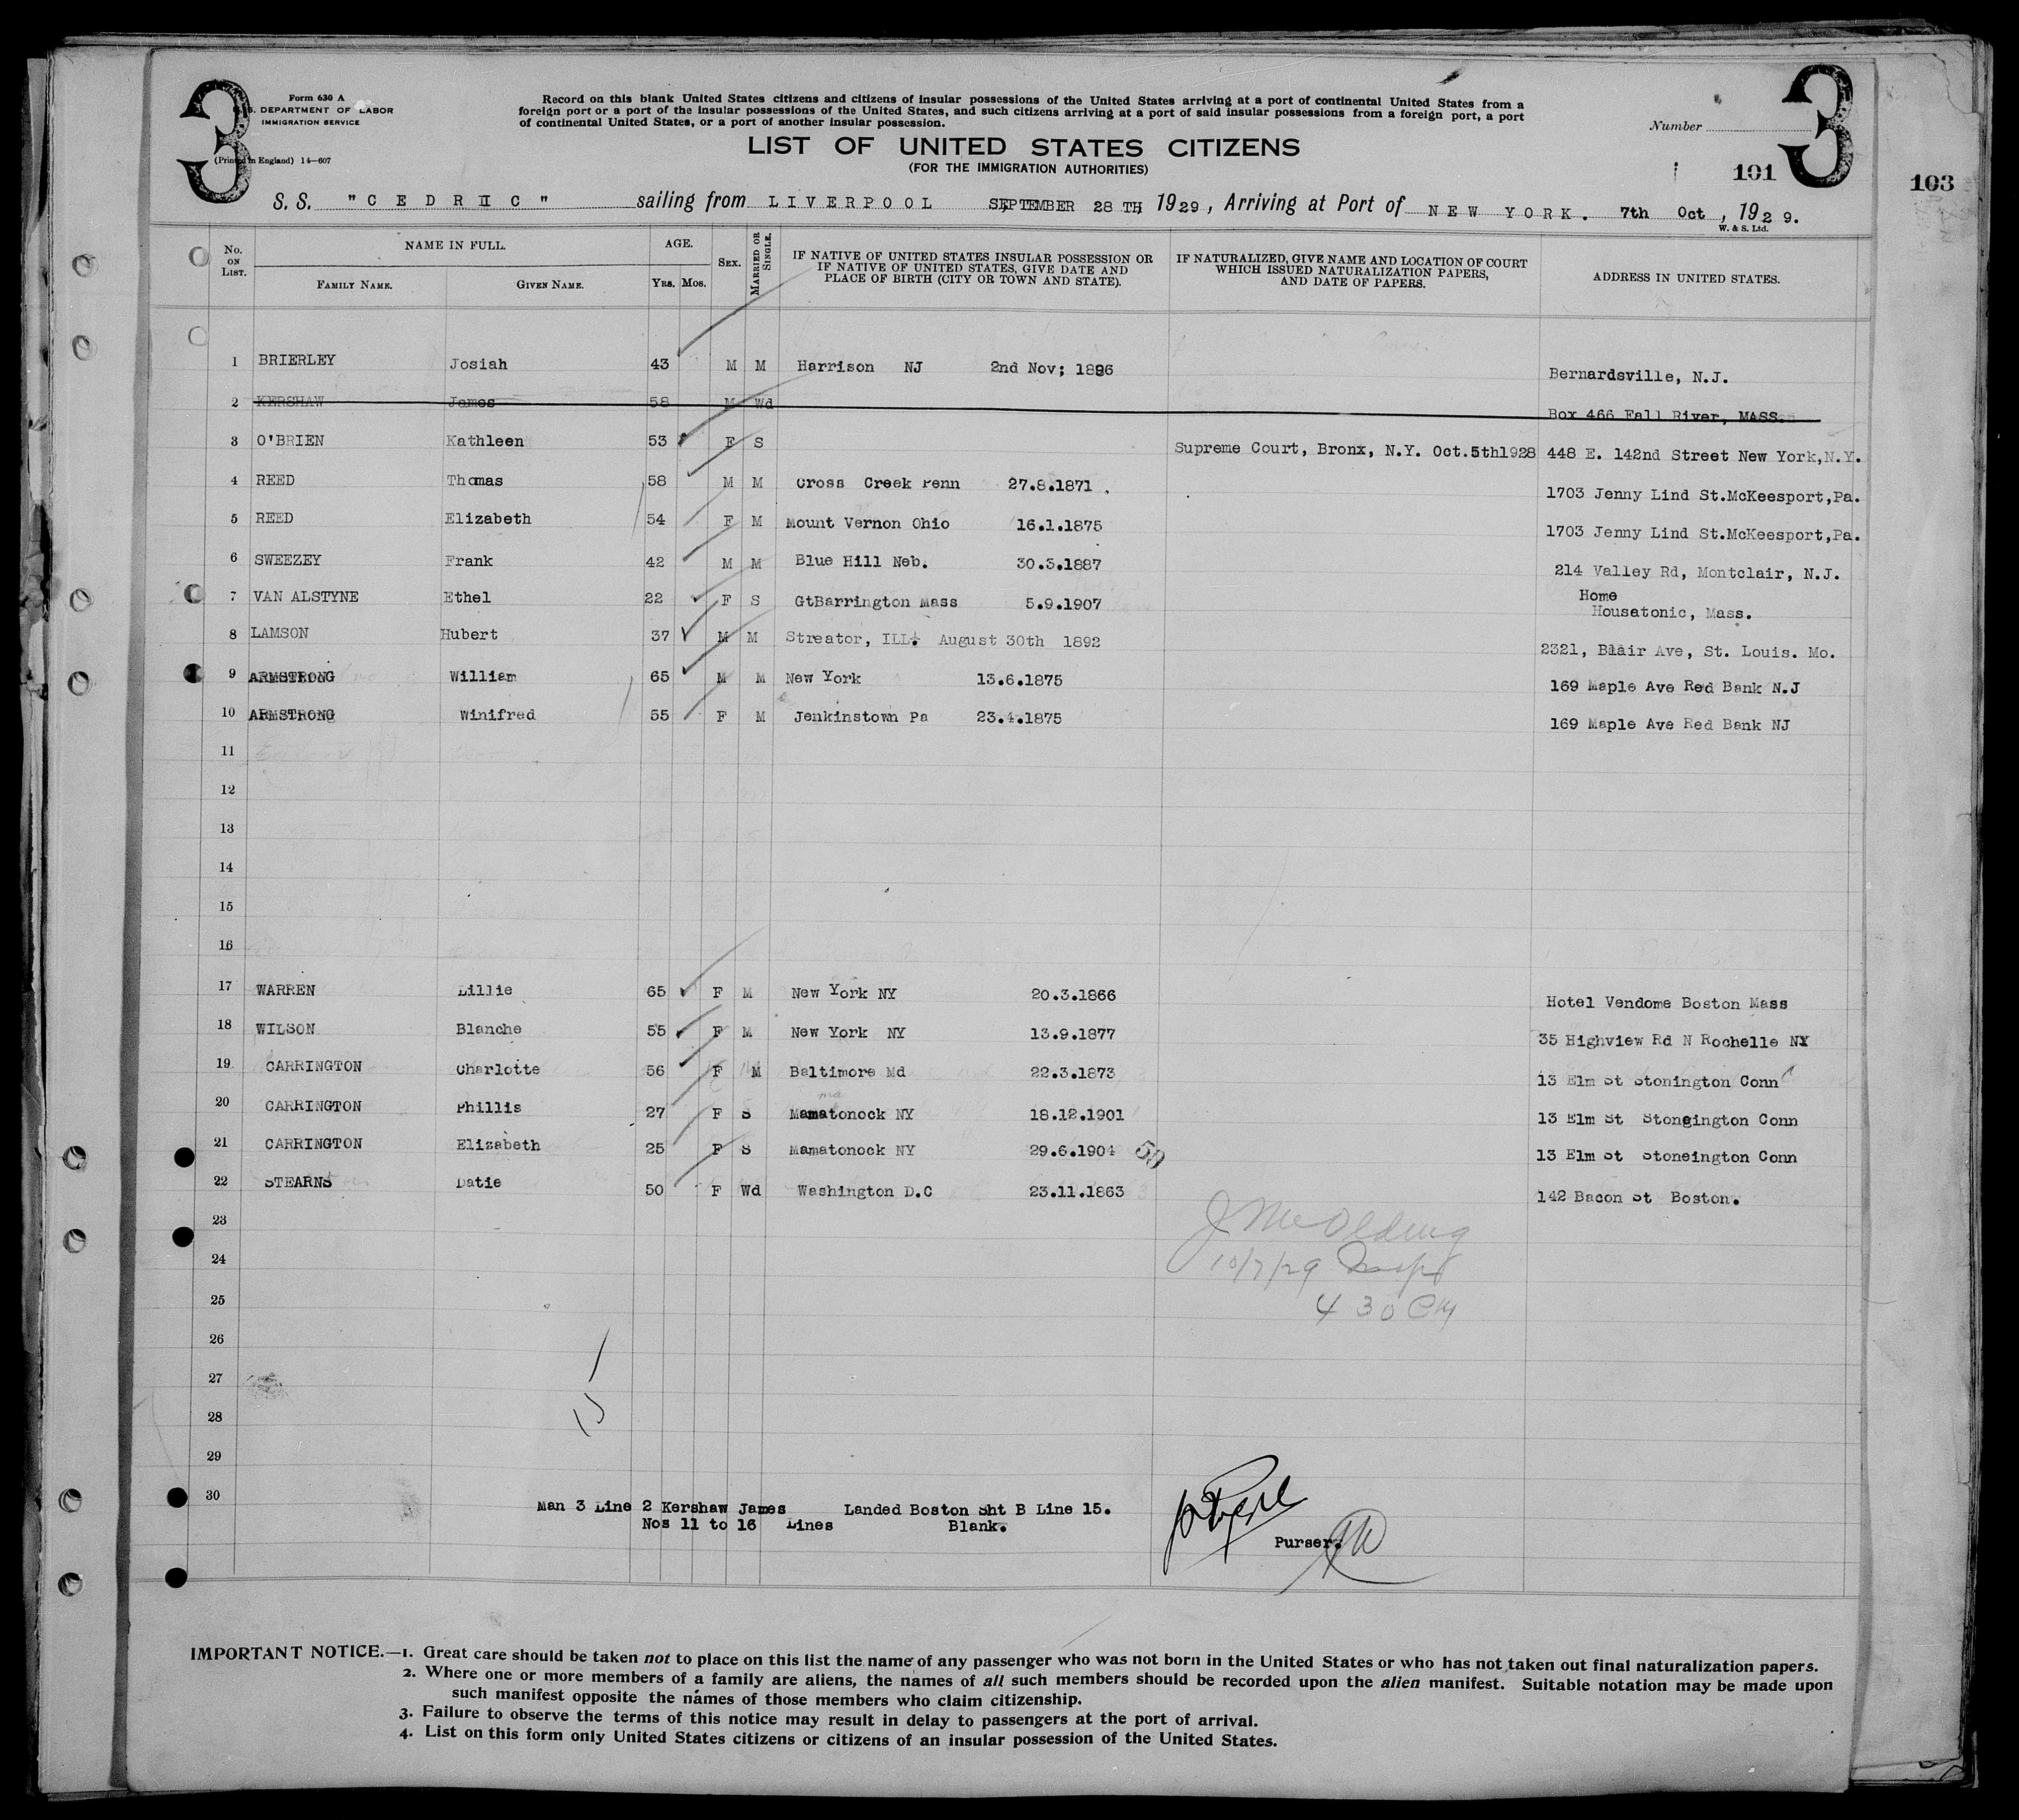 3
Form 630 A
U.S. DEPARTMENT OF LABOR
IMMIGRATION SERVICE
(Printed in England) 14—607
Record on this blank United States citizens and citizens of insular possessions of the United States arriving at a port of continental United States from a
foreign port or a port of the insular possessions of the United States, and such citizens arriving at a port of said insular possessions from a foreign port, a port
of continental United States, or a port of another insular possession.
LIST OF UNITED STATES CITIZENS
(FOR THE IMMIGRATION AUTHORITIES)
Number
3
101
103
S.S. "CEDRIC" sailing from LIVERPOOL SEPTEMBER 28 TH, 1929, Arriving at Port of NEW YORK. 7th Oct, 1929.
W. & S. Ltd.
No. ON LIST. NAME IN FULL. FAMILY NAME. GIVEN NAME. AGE. YRS. MOS. SEX. MARRIED OR SINGLE. IF NATIVE OF UNITED STATES INSULAR POSSESSION OR IF NATIVE OF UNITED STATES, GIVE DATE AND PLACE OF BIRTH (CITY OR TOWN AND STATE). IF NATURALIZED, GIVE NAME AND LOCATION OF COURT WHICH ISSUED NATURALIZATION PAPERS, AND DATE OF PAPERS. ADDRESS IN UNITED STATES.
1 BRIERLEY Josiah 43 M M Harrison NJ 2nd Nov; 1886 Bernardsville, N.J.
2 KERSHAW James 58 M Wd Box 466 Fall River, MASS.
3 O'BRIEN Kathleen 53 F S Supreme Court, Bronx, N.Y. Oct.5th1928 448 E. 142nd Street New York,N.Y.
4 REED Thomas 58 M M Cross Creek Penn 27.8.1871. 1703 Jenny Lind St.McKeesport,Pa.
5 REED Elizabeth 54 F M Mount Vernon Ohio 16.1.1875 1703 Jenny Lind St.McKeesport,Pa.
6 SWEEZEY Frank 42 M M Blue Hill Neb. 30.3.1887 214 Valley Rd, Montclair, N.J.
7 VAN ALSTYNE Ethel 22 F S GtBarrington Mass 5.9.1907 Home Housatonic, Mass.
8 LAMSON Hubert 37 M M Streator, ILL. August 30th 1892 2321, Blair Ave, St. Louis. Mo.
9 ARMSTRONG William 65 M M New York 13.6.1875 169 Maple Ave Red Bank N.J
10 ARMSTRONG Winifred 55 F M Jenkinstown Pa 23.4.1875 169 Maple Ave Red Bank NJ
11
12
13
14
15
16
17 WARREN Lillie 65 F M New York NY 20.3.1866 Hotel Vendome Boston Mass
18 WILSON Blanche 55 F M New York NY 13.9.1877 35 Highview Rd N Rochelle NY
19 CARRINGTON Charlotte 56 F M Baltimore Md 22.3.1873 13 Elm St Stonington Conn
20 CARRINGTON Phillis 27 F S Mamatonock NY 18.12.1901 13 Elm St Stoneington Conn
21 CARRINGTON Elizabeth 25 F S Mamatonock NY 29.6.1904 13 Elm St Stoneington Conn
50
22 STEARNS Datie 50 F Wd Washington D.C 23.11.1863 142 Bacon St Boston.
23
24
10/7/29
25
4 30 PM
26
27
28
29
30
15
Man 3 Line 2 Kershaw James Landed Boston Sht B Line 15.
Nos 11 to 16 Lines Blank.
Purser.
IMPORTANT NOTICE.—1. Great care should be taken not to place on this list the name of any passenger who was not born in the United States or who has not taken out final naturalization papers.
2. Where one or more members of a family are aliens, the names of all such members should be recorded upon the alien manifest. Suitable notation may be made upon
such manifest opposite the names of those members who claim citizenship.
3. Failure to observe the terms of this notice may result in delay to passengers at the port of arrival.
4. List on this form only United States citizens or citizens of an insular possession of the United States.